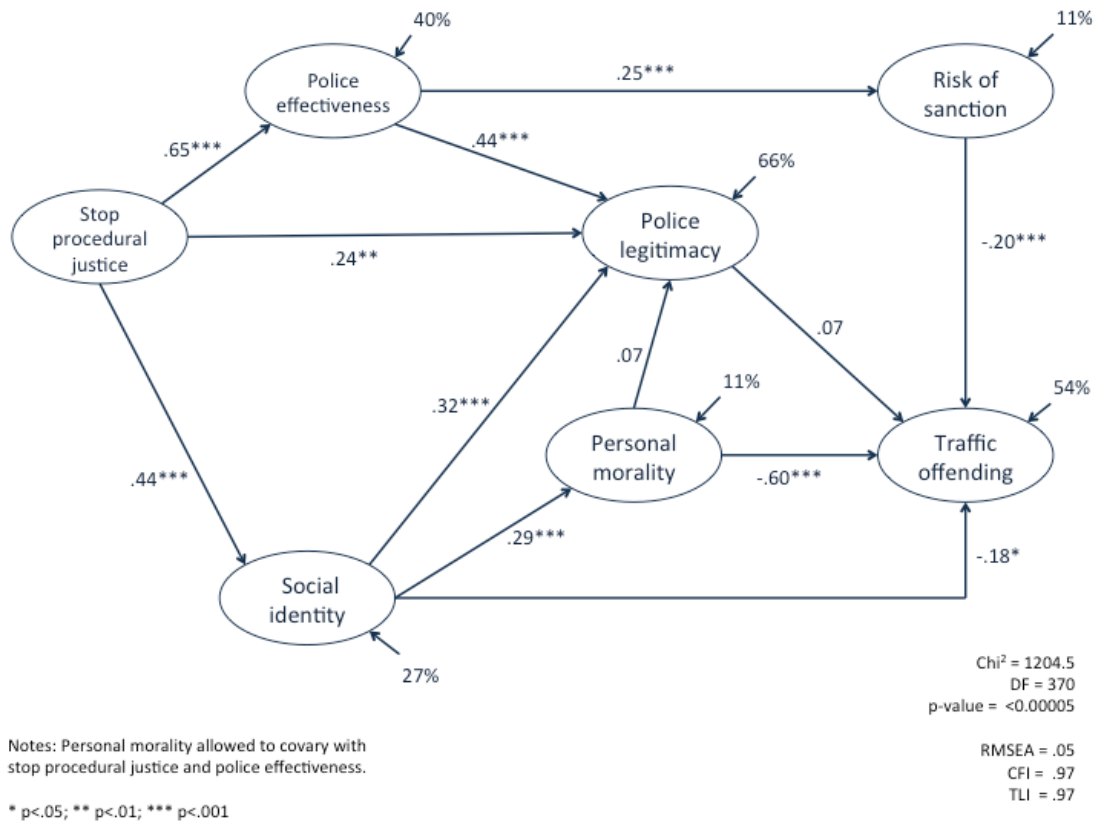 40%
11%
Police
effectiveness
.25***
Risk of
sanction
.65***
.44***
66%
Stop
procedural
justice
Police
legitimacy
.24**
-.20***
.07
.07
11%
54%
.32***
Personal
morality
Traffic
offending
.44***
-.60***
.29***
-.18*
Social
identity
27%
Chi² = 1204.5
DF = 370
p-value = <0.00005
Notes: Personal morality allowed to covary with
stop procedural justice and police effectiveness.
RMSEA = .05
CFI = .97
TLI = .97
* p<.05; ** p<.01; *** p<.001